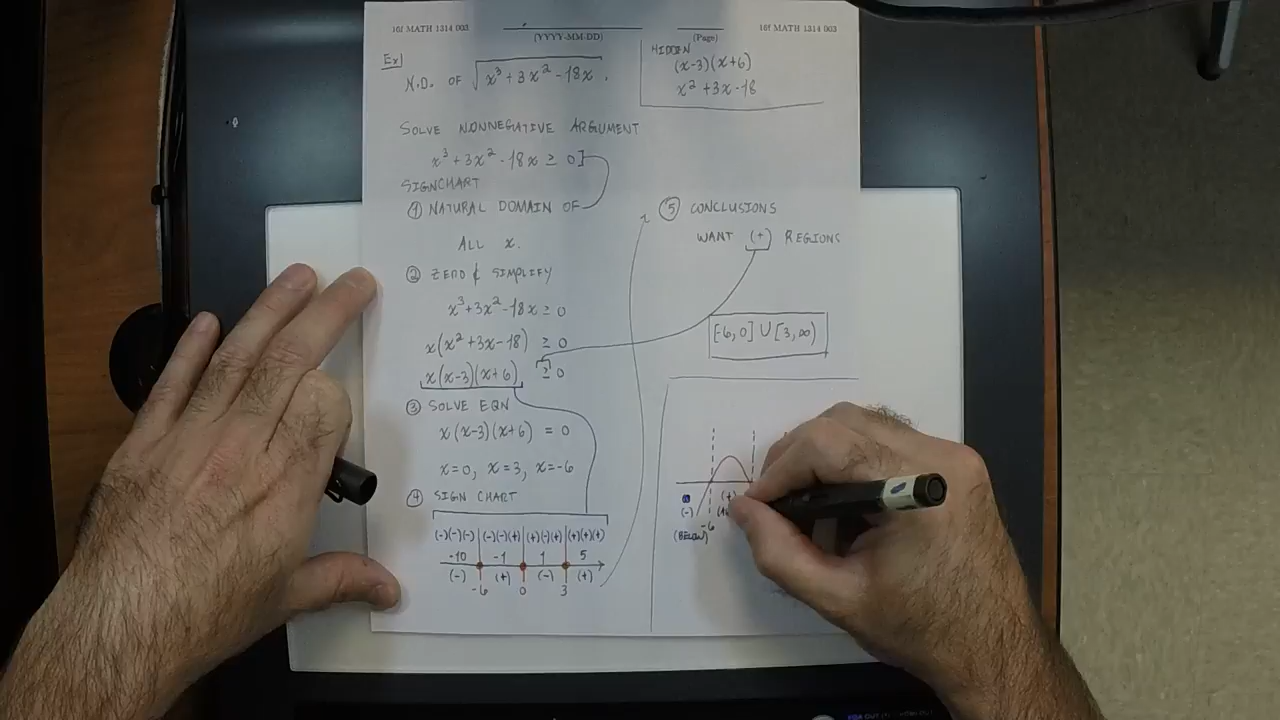 16f MATH 1314 003
(YYYY-MM-DD)
(Page)
16f MATH 1314 003
Ex
N.D. OF √x³ + 3x² - 18x .
HIDDEN
(x-3)(x+6)
x² + 3x - 18
SOLVE NONNEGATIVE ARGUMENT
x³ + 3x² - 18x ≥ 0]
SIGNCHART
① NATURAL DOMAIN OF
ALL x.
② ZERO & SIMPLIFY
x³ + 3x² - 18x ≥ 0
x(x² + 3x - 18) ≥ 0
x(x-3)(x+6) ≥ 0
③ SOLVE EQN
x(x-3)(x+6) = 0
x=0, x=3, x=-6
④ SIGN CHART
(-)(-)(-) (-)(-)(+) (+)(-)(+) (+)(+)(+)
-10 -1 1 5
(-) (+) (-) (+)
-6 0 3
⑤ CONCLUSIONS
WANT (+) REGIONS
[-6,0] ∪ [3,∞)
(-) (+)
-6
(BELOW)